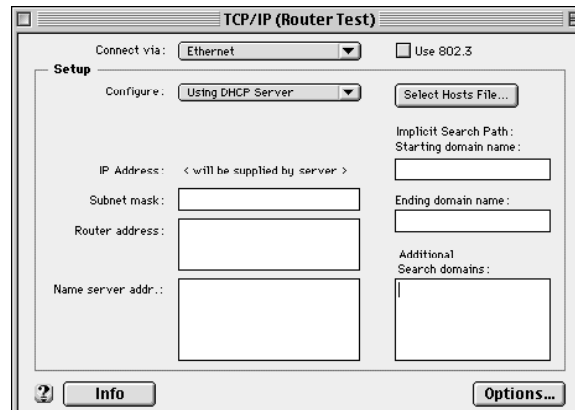 TCP/IP (Router Test)
Connect via: Ethernet
Use 802.3
Setup
Configure: Using DHCP Server
Select Hosts File...
Implicit Search Path:
Starting domain name:
IP Address: < will be supplied by server >
Subnet mask:
Ending domain name:
Router address:
Additional
Search domains:
Name server addr.:
?
Info
Options...